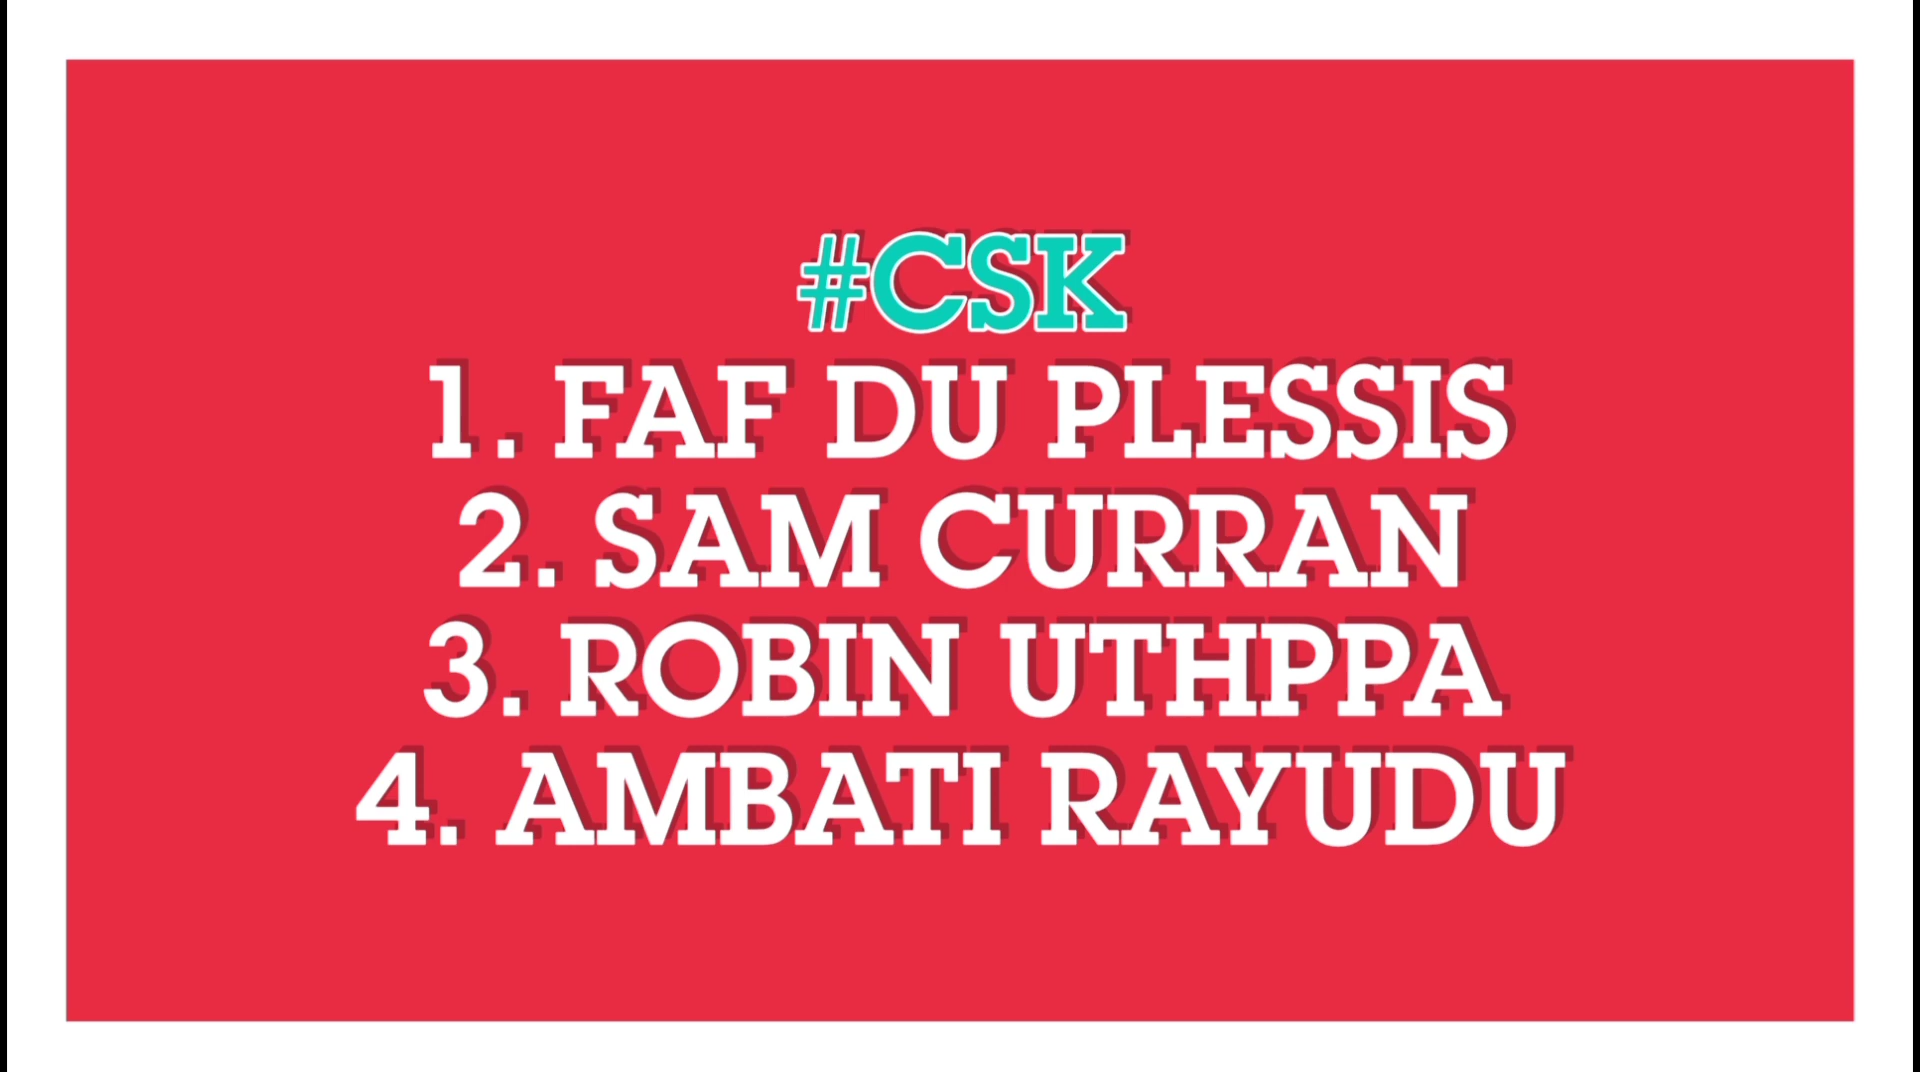 #CSK
1. FAF DU PLESSIS
2. SAM CURRAN
3. ROBIN UTHPPA
4. AMBATI RAYUDU